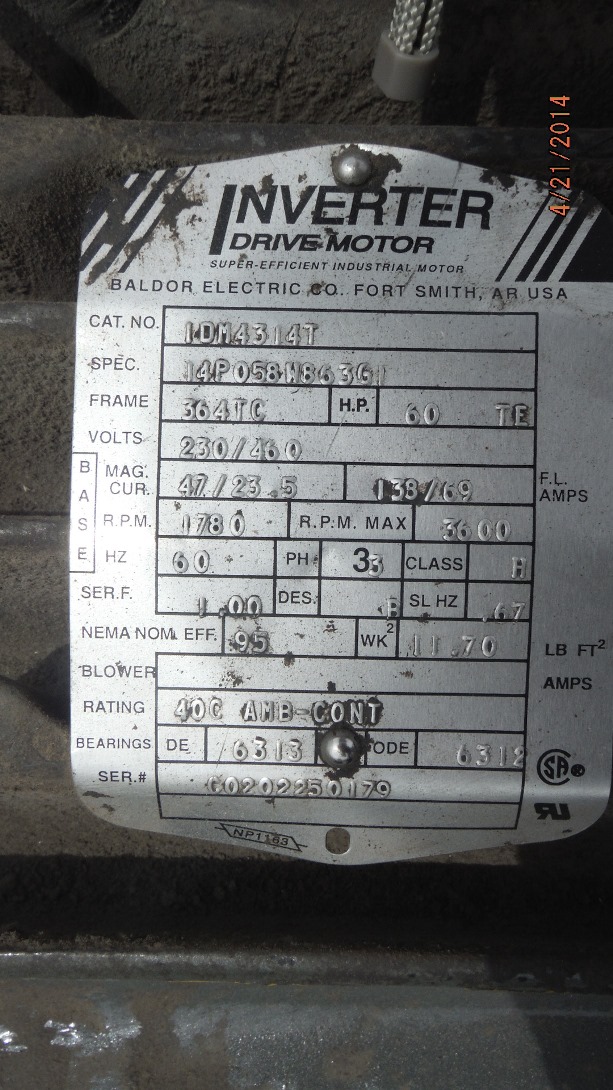 4/21/2014
INVERTER
DRIVE MOTOR
SUPER-EFFICIENT INDUSTRIAL MOTOR
BALDOR ELECTRIC CO. FORT SMITH, AR USA
CAT. NO. IDM4314T
SPEC. 14P058W863G1
FRAME 364TC H.P. 60 TE
VOLTS 230/460
BASE
MAG. CUR. 47/23.5 138/69 F.L. AMPS
R.P.M. 1780 R.P.M. MAX 3600
HZ 60 PH 3 3 CLASS H
SER.F. 1.00 DES. B SL HZ .67
NEMA NOM. EFF. 95 WK2 11.70 LB FT2
BLOWER AMPS
RATING 40C AMB-CONT
BEARINGS DE 6313 ODE 6312
SER.# G0202250179
NP1163